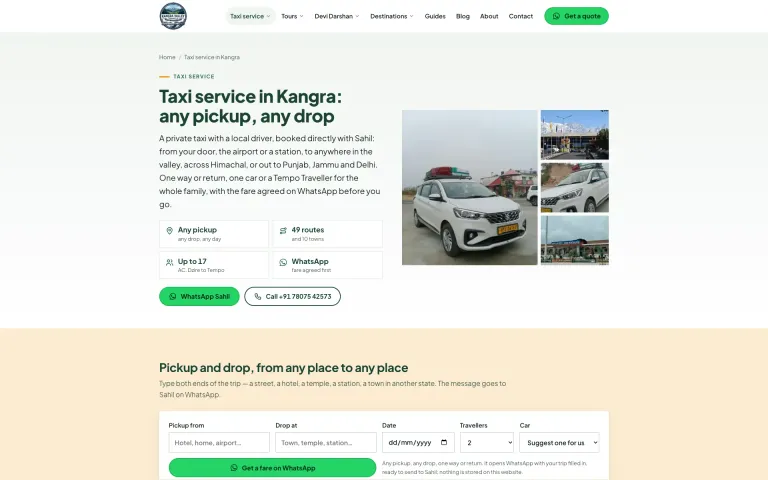 Taxi service Tours Devi Darshan Destinations Guides Blog About Contact Get a quote
Home / Taxi service in Kangra
TAXI SERVICE
Taxi service in Kangra:
any pickup, any drop
A private taxi with a local driver, booked directly with Sahil:
from your door, the airport or a station, to anywhere in the
valley, across Himachal, or out to Punjab, Jammu and Delhi.
One way or return, one car or a Tempo Traveller for the
whole family, with the fare agreed on WhatsApp before you
go.
Any pickup
any drop, any day
49 routes
and 10 towns
Up to 17
AC, Dzire to Tempo
WhatsApp
fare agreed first
WhatsApp Sahil
Call +91 78075 42573
Pickup and drop, from any place to any place
Type both ends of the trip — a street, a hotel, a temple, a station, a town in another state. The message goes to
Sahil on WhatsApp.
Pickup from Drop at Date Travellers Car
Hotel, home, airport... Town, temple, station... dd/mm/yyyy 2 Suggest one for us
Get a fare on WhatsApp
Any pickup, any drop, one way or return. It opens WhatsApp with your trip filled in,
ready to send to Sahil; nothing is stored on this website.